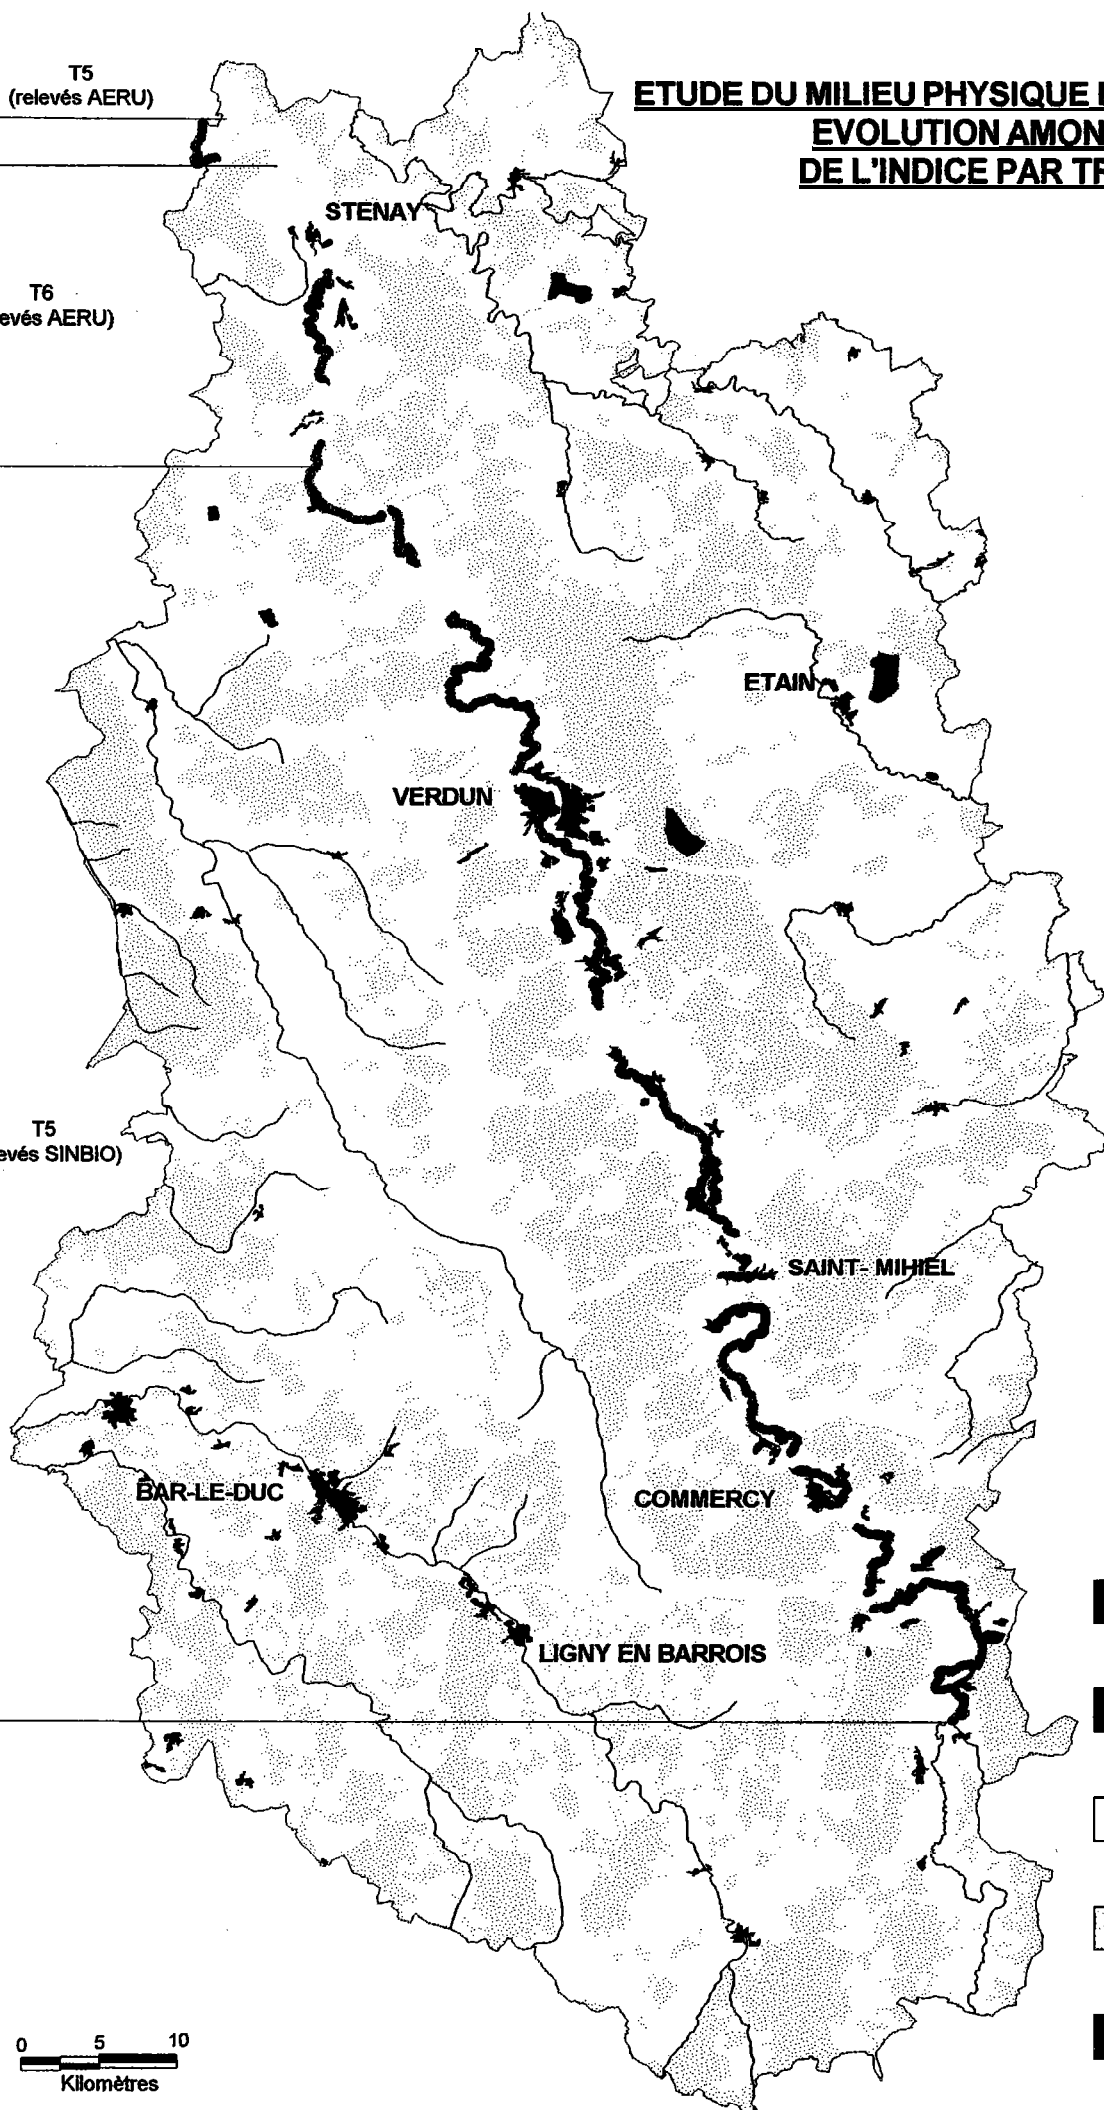 T5
(relevés AERU)
ETUDE DU MILIEU PHYSIQUE
EVOLUTION AMON
DE L'INDICE PAR TR
STENAY
T6
evés AERU)
ETAIN
VERDUN
T5
evés SINBIO)
SAINT- MIHIEL
BAR-LE-DUC
COMMERCY
LIGNY EN BARROIS
0 5 10
Kilomètres